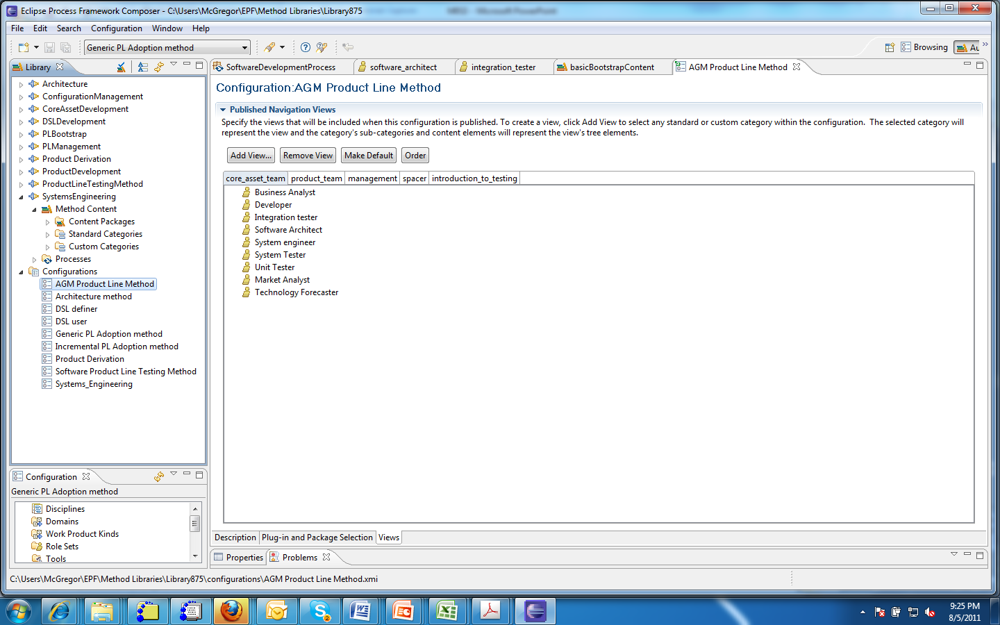 Eclipse Process Framework Composer - C:\Users\McGregor\EPF\Method Libraries\Library875
File Edit Search Configuration Window Help
Generic PL Adoption method
Browsing
Au
Library
Architecture
ConfigurationManagement
CoreAssetDevelopment
DSLDevelopment
PLBootstrap
PLManagement
Product Derivation
ProductDevelopment
ProductLineTestingMethod
SystemsEngineering
Method Content
Content Packages
Standard Categories
Custom Categories
Processes
Configurations
AGM Product Line Method
Architecture method
DSL definer
DSL user
Generic PL Adoption method
Incremental PL Adoption method
Product Derivation
Software Product Line Testing Method
Systems_Engineering
Configuration
Generic PL Adoption method
Disciplines
Domains
Work Product Kinds
Role Sets
Tools
SoftwareDevelopmentProcess software_architect integration_tester basicBootstrapContent AGM Product Line Method
Configuration:AGM Product Line Method
Published Navigation Views
Specify the views that will be included when this configuration is published. To create a view, click Add View to select any standard or custom category within the configuration. The selected category will
represent the view and the category's sub-categories and content elements will represent the view's tree elements.
Add View... Remove View Make Default Order
core_asset_team product_team management spacer introduction_to_testing
Business Analyst
Developer
Integration tester
Software Architect
System engineer
System Tester
Unit Tester
Market Analyst
Technology Forecaster
Description Plug-in and Package Selection Views
Properties Problems
C:\Users\McGregor\EPF\Method Libraries\Library875\configurations\AGM Product Line Method.xmi
2
9:25 PM
8/5/2011